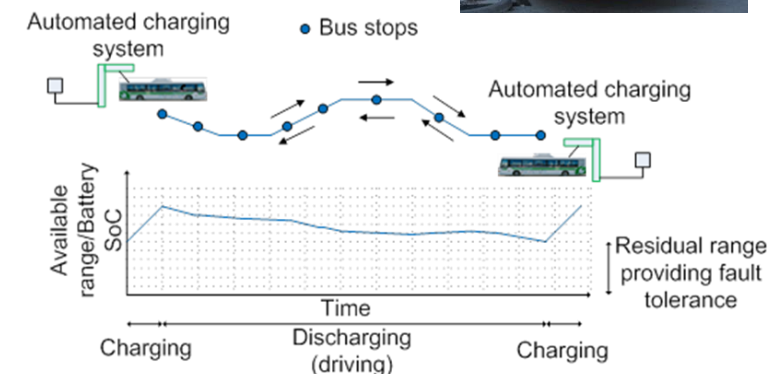 Automated charging
system
Bus stops
Automated charging
system
Available
range/Battery
SoC
Residual range
providing fault
tolerance
Time
Charging
Discharging
(driving)
Charging